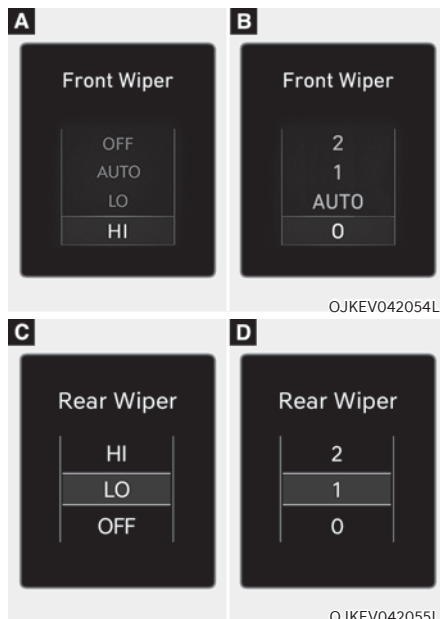 A
Front Wiper
OFF
AUTO
LO
HI
B
Front Wiper
2
1
AUTO
0
OJKEV042054L
C
Rear Wiper
HI
LO
OFF
D
Rear Wiper
2
1
0
OJKEV042055L